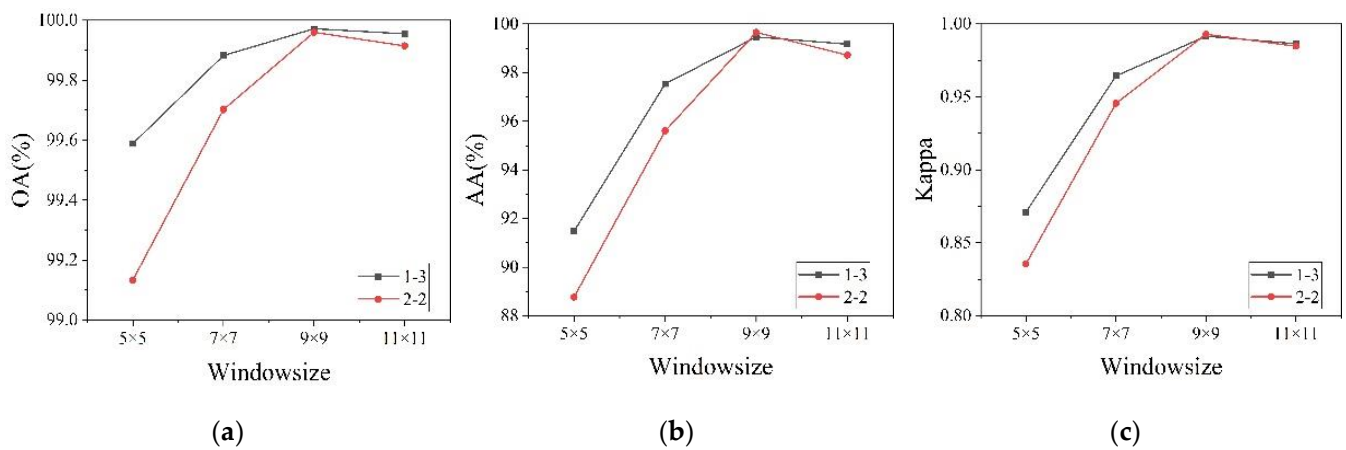 100.0
99.8
99.6
99.4
99.2
99.0
OA(%)
5×5 7×7 9×9 11×11
Windowsize
1-3
2-2
(a)
100
98
96
94
92
90
88
AA(%)
5×5 7×7 9×9 11×11
Windowsize
1-3
2-2
(b)
1.00
0.95
0.90
0.85
0.80
Kappa
5×5 7×7 9×9 11×11
Windowsize
1-3
2-2
(c)